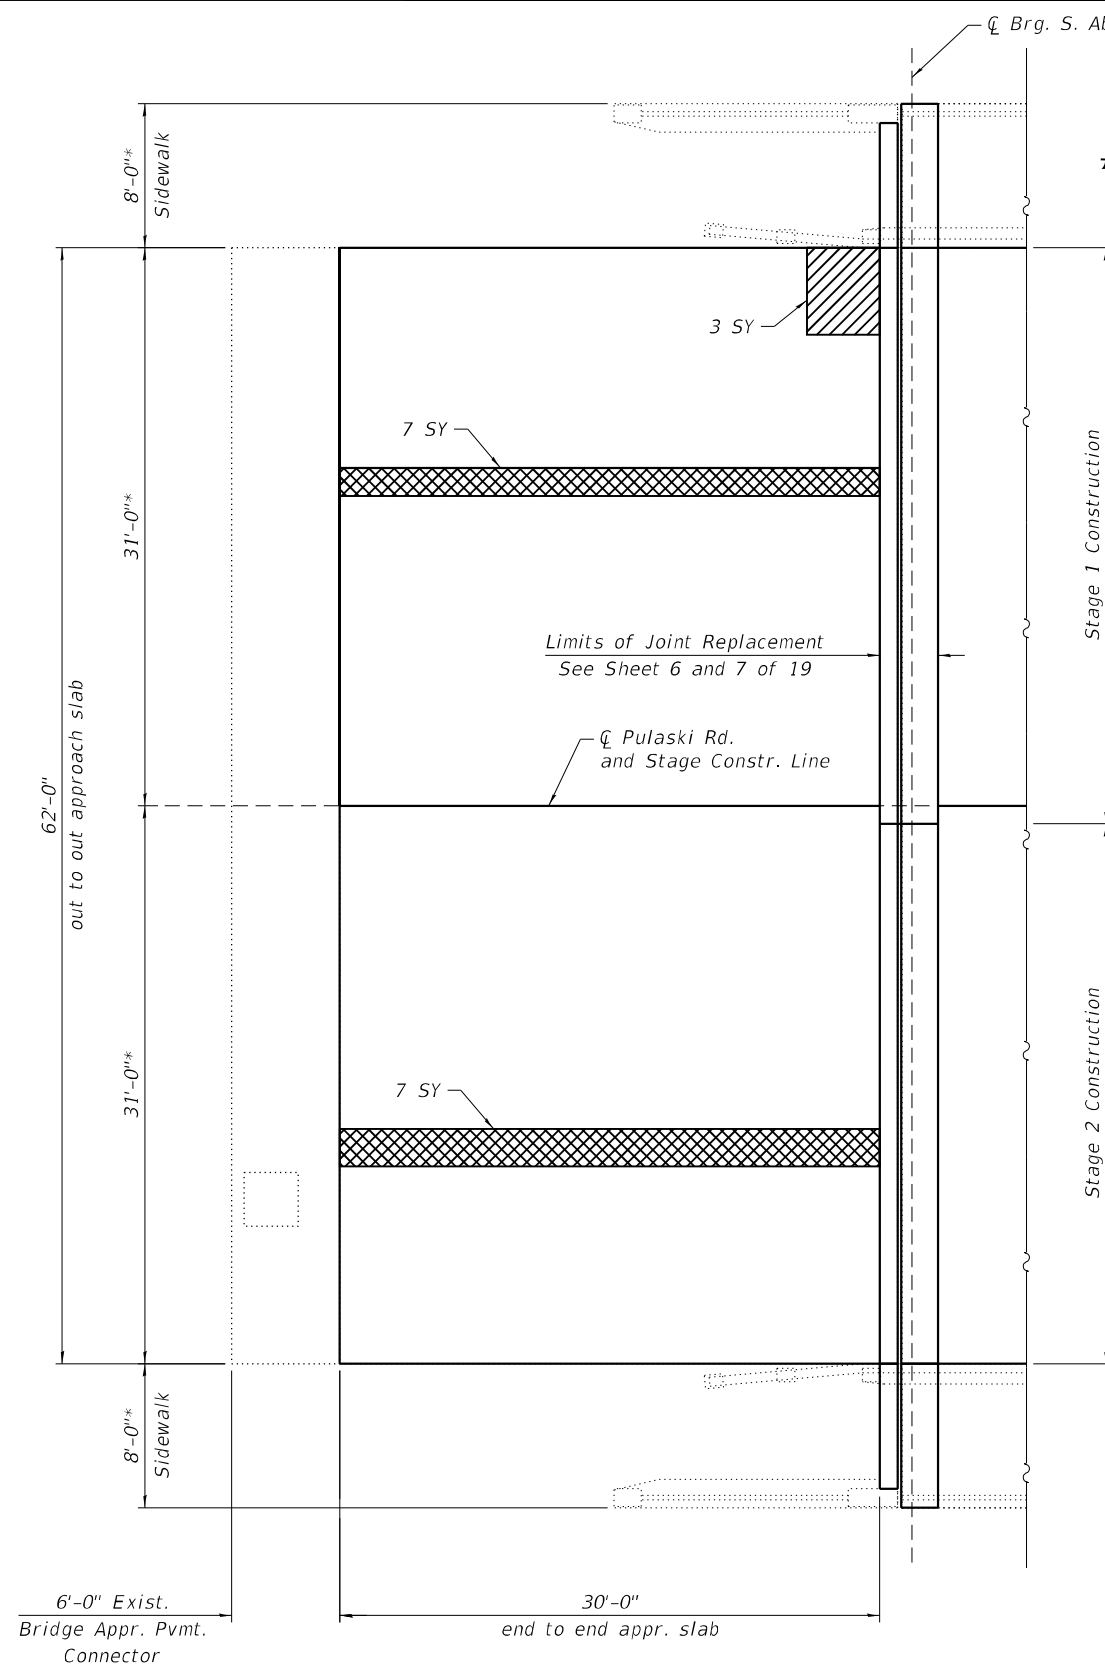 ℄ Brg. S. Ab
8'-0"*
Sidewalk
3 SY
7 SY
31'-0"*
Stage 1 Construction
Limits of Joint Replacement
See Sheet 6 and 7 of 19
℄ Pulaski Rd.
and Stage Constr. Line
62'-0"
out to out approach slab
31'-0"*
7 SY
Stage 2 Construction
8'-0"*
Sidewalk
6'-0" Exist.
Bridge Appr. Pvmt.
Connector
30'-0"
end to end appr. slab